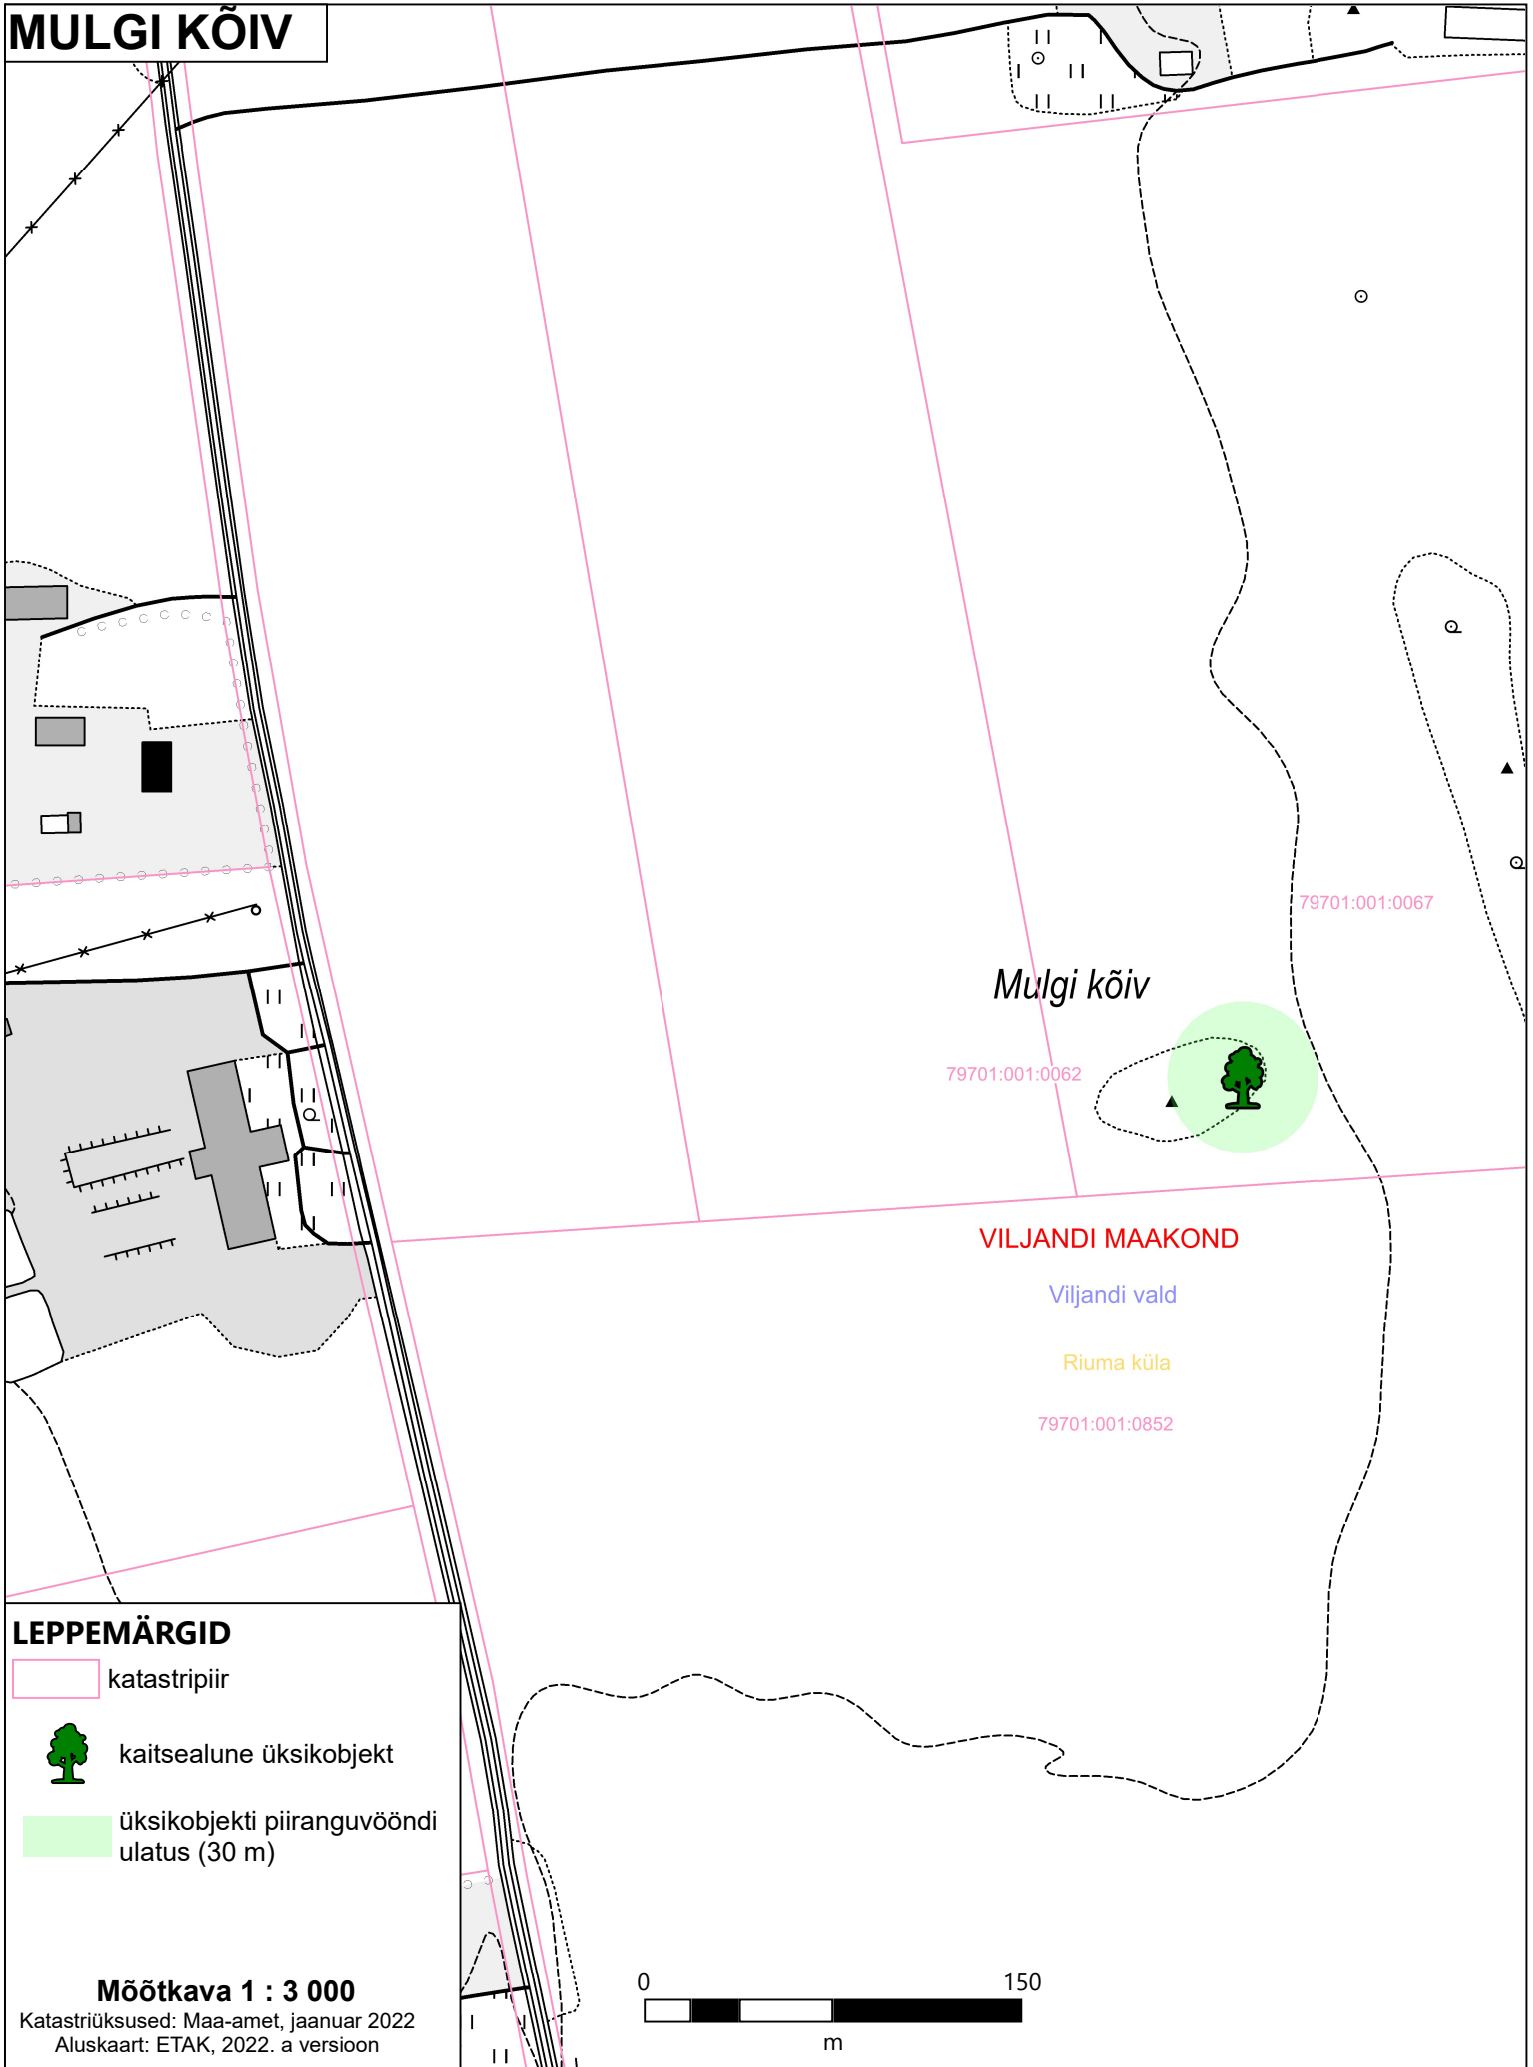 MULGI KÕIV
79701:001:0067
Mulgi kõiv
79701:001:0062
VILJANDI MAAKOND
Viljandi vald
Riuma küla
79701:001:0852
LEPPEMÄRGID
katastripiir
kaitsealune üksikobjekt
üksikobjekti piiranguvööndi
ulatus (30 m)
Mõõtkava 1 : 3 000
Katastriüksused: Maa-amet, jaanuar 2022
Aluskaart: ETAK, 2022. a versioon
0 150
m